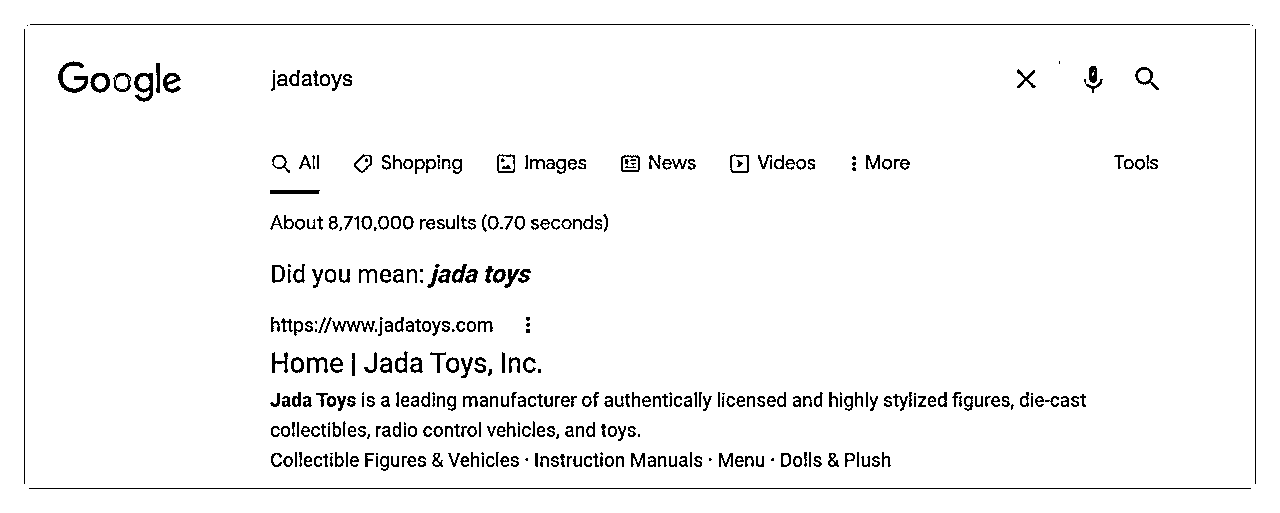 Google jadatoys
All Shopping Images News Videos More Tools
About 8,710,000 results (0.70 seconds)
Did you mean: jada toys
https://www.jadatoys.com
Home | Jada Toys, Inc.
Jada Toys is a leading manufacturer of authentically licensed and highly stylized figures, die-cast
collectibles, radio control vehicles, and toys.
Collectible Figures & Vehicles · Instruction Manuals · Menu · Dolls & Plush